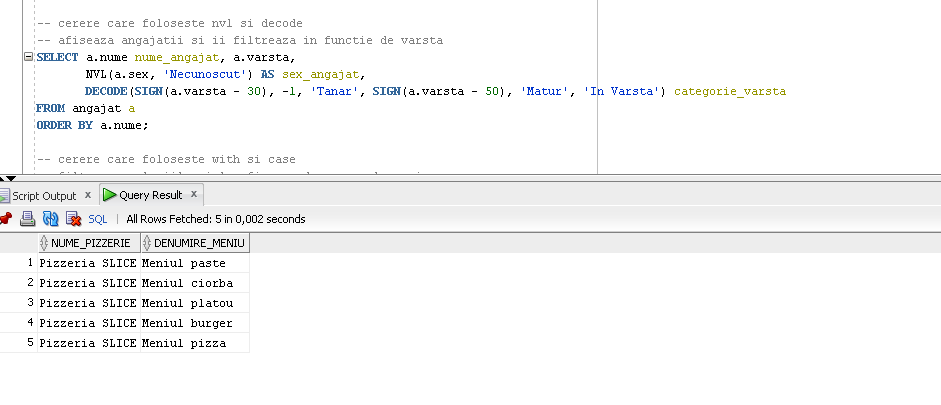 -- cerere care foloseste nvl si decode
-- afiseaza angajatii si ii filtreaza in functie de varsta
SELECT a.nume nume_angajat, a.varsta,
NVL(a.sex, 'Necunoscut') AS sex_angajat,
DECODE(SIGN(a.varsta - 30), -1, 'Tanar', SIGN(a.varsta - 50), 'Matur', 'In Varsta') categorie_varsta
FROM angajat a
ORDER BY a.nume;
-- cerere care foloseste with si case
Script Output x Query Result x
SQL | All Rows Fetched: 5 in 0,002 seconds
NUME_PIZZERIE DENUMIRE_MENIU
1 Pizzeria SLICE Meniul paste
2 Pizzeria SLICE Meniul ciorba
3 Pizzeria SLICE Meniul platou
4 Pizzeria SLICE Meniul burger
5 Pizzeria SLICE Meniul pizza